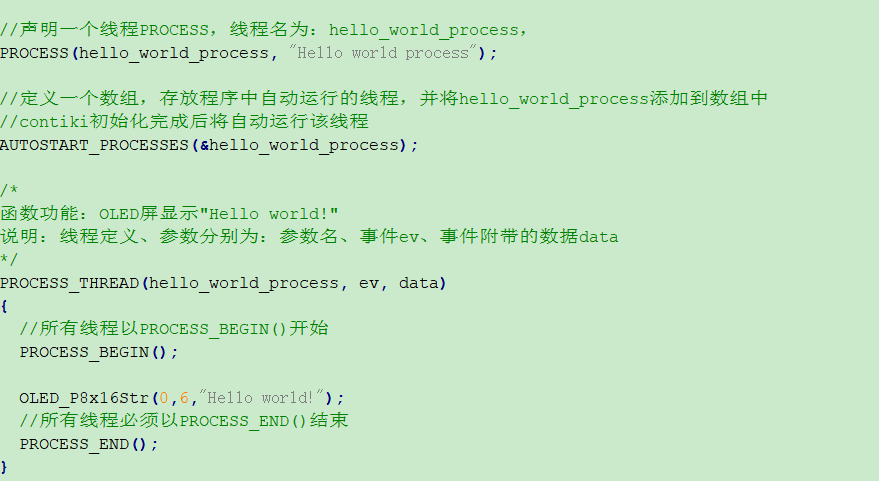 //声明一个线程PROCESS，线程名为：hello_world_process，
PROCESS(hello_world_process, "Hello world process");
//定义一个数组，存放程序中自动运行的线程，并将hello_world_process添加到数组中
//contiki初始化完成后将自动运行该线程
AUTOSTART_PROCESSES(&hello_world_process);
/*
函数功能：OLED屏显示"Hello world!"
说明：线程定义、参数分别为：参数名、事件ev、事件附带的数据data
*/
PROCESS_THREAD(hello_world_process, ev, data)
{
//所有线程以PROCESS_BEGIN()开始
PROCESS_BEGIN();
OLED_P8x16Str(0,6,"Hello world!");
//所有线程必须以PROCESS_END()结束
PROCESS_END();
}